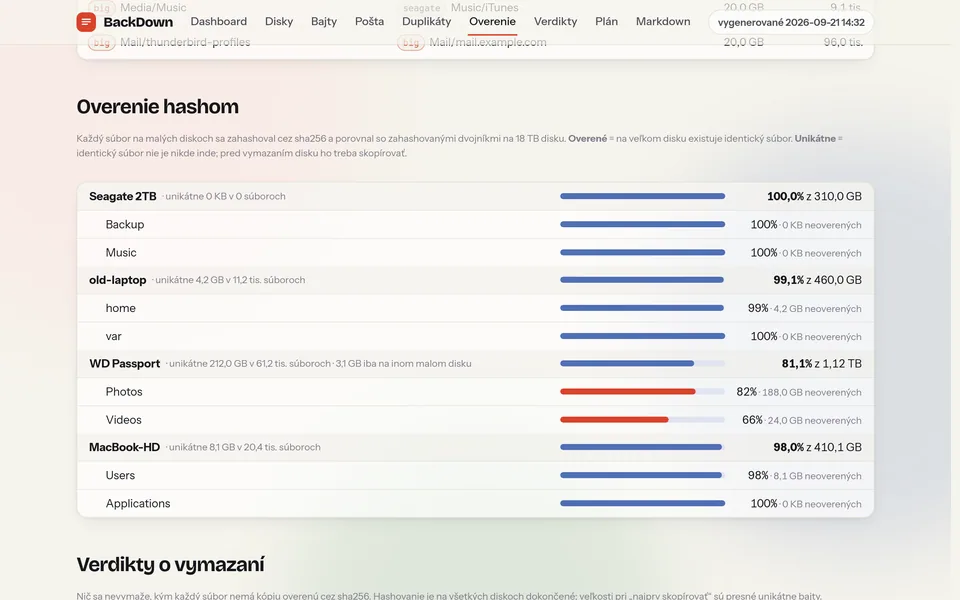 big Media/Music seagate · Music/iTunes 20,0 GB 9,1 tis.
BackDown Dashboard Disky Bajty Pošta Duplikáty Overenie Verdikty Plán Markdown vygenerované 2026-09-21 14:32
big Mail/thunderbird-profiles big Mail/mail.example.com 20,0 GB 96,0 tis.
Overenie hashom
Každý súbor na malých diskoch sa zahashoval cez sha256 a porovnal so zahashovanými dvojníkmi na 18 TB disku. Overené = na veľkom disku existuje identický súbor. Unikátne =
identický súbor nie je nikde inde; pred vymazaním disku ho treba skopírovať.
Seagate 2TB · unikátne 0 KB v 0 súboroch 100,0% z 310,0 GB
Backup 100% · 0 KB neoverených
Music 100% · 0 KB neoverených
old-laptop · unikátne 4,2 GB v 11,2 tis. súboroch 99,1% z 460,0 GB
home 99% · 4,2 GB neoverených
var 100% · 0 KB neoverených
WD Passport · unikátne 212,0 GB v 61,2 tis. súboroch · 3,1 GB iba na inom malom disku 81,1% z 1,12 TB
Photos 82% · 188,0 GB neoverených
Videos 66% · 24,0 GB neoverených
MacBook-HD · unikátne 8,1 GB v 20,4 tis. súboroch 98,0% z 410,1 GB
Users 98% · 8,1 GB neoverených
Applications 100% · 0 KB neoverených
Verdikty o vymazaní
Nič sa nevymaže, kým každý súbor nemá kópiu overenú cez sha256. Hashovanie je na všetkých diskoch dokončené; veľkosti pri „najprv skopírovať“ sú presné unikátne bajty.